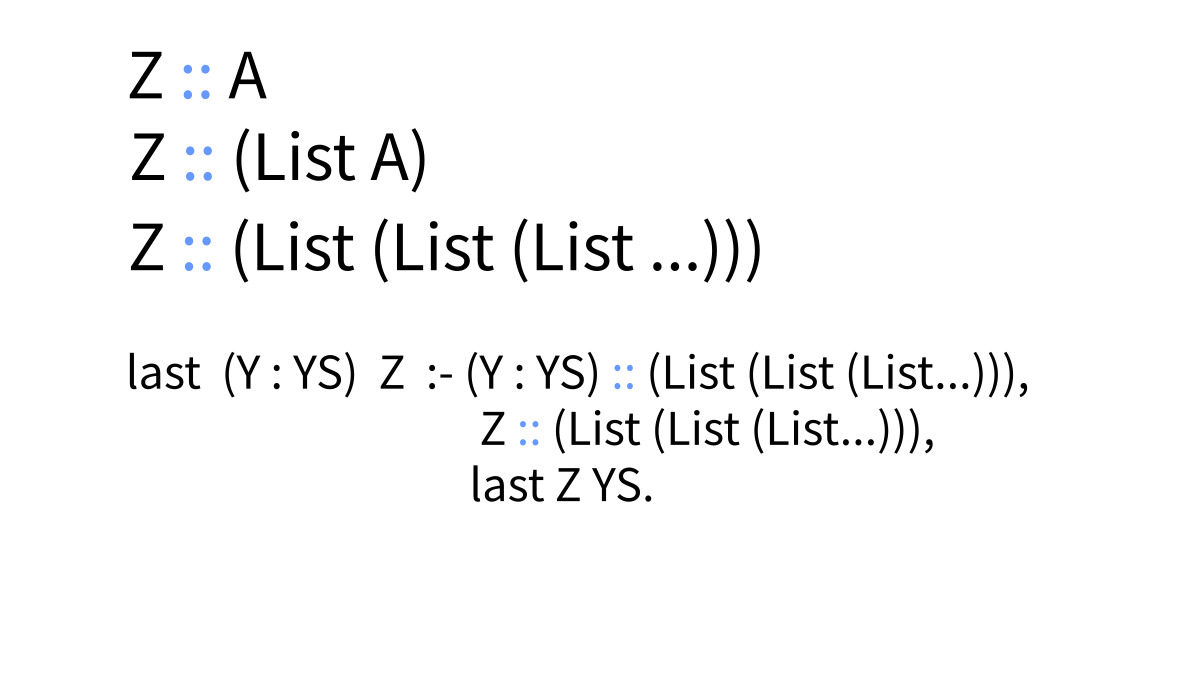 Z :: A
Z :: (List A)
Z :: (List (List (List ...)))
last (Y : YS) Z :- (Y : YS) :: (List (List (List...))),
Z :: (List (List (List...))),
last Z YS.